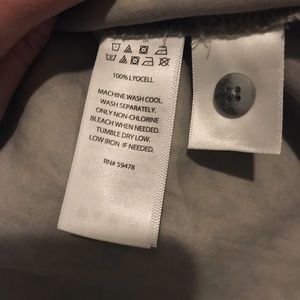 100% LYOCELL
MACHINE WASH COOL.
WASH SEPARATELY.
ONLY NON-CHLORINE
BLEACH WHEN NEEDED.
TUMBLE DRY LOW.
LOW IRON, IF NEEDED.
RN# 59478